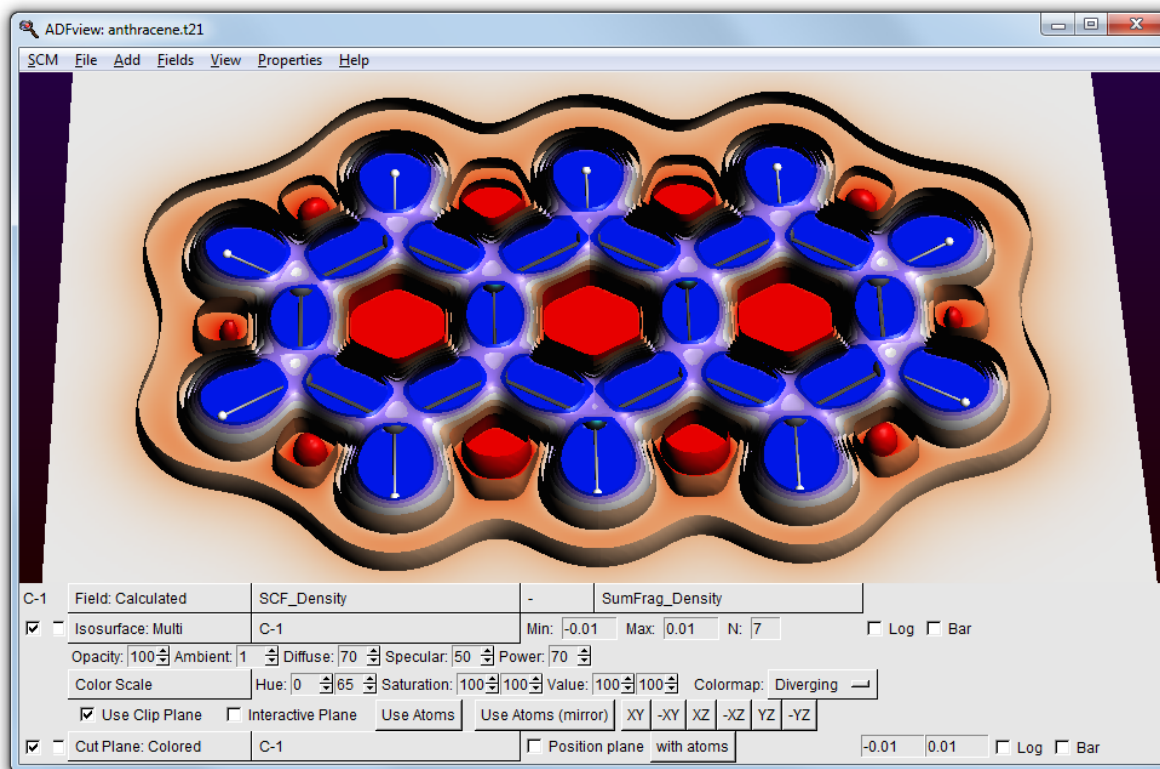 ADFview: anthracene.t21
SCM File Add Fields View Properties Help
C-1 Field: Calculated SCF_Density - SumFrag_Density
Isosurface: Multi C-1 Min: -0.01 Max: 0.01 N: 7 Log Bar
Opacity: 100 Ambient: 1 Diffuse: 70 Specular: 50 Power: 70
Color Scale Hue: 0 65 Saturation: 100 100 Value: 100 100 Colormap: Diverging
Use Clip Plane Interactive Plane Use Atoms Use Atoms (mirror) XY -XY XZ -XZ YZ -YZ
Cut Plane: Colored C-1 Position plane with atoms -0.01 0.01 Log Bar